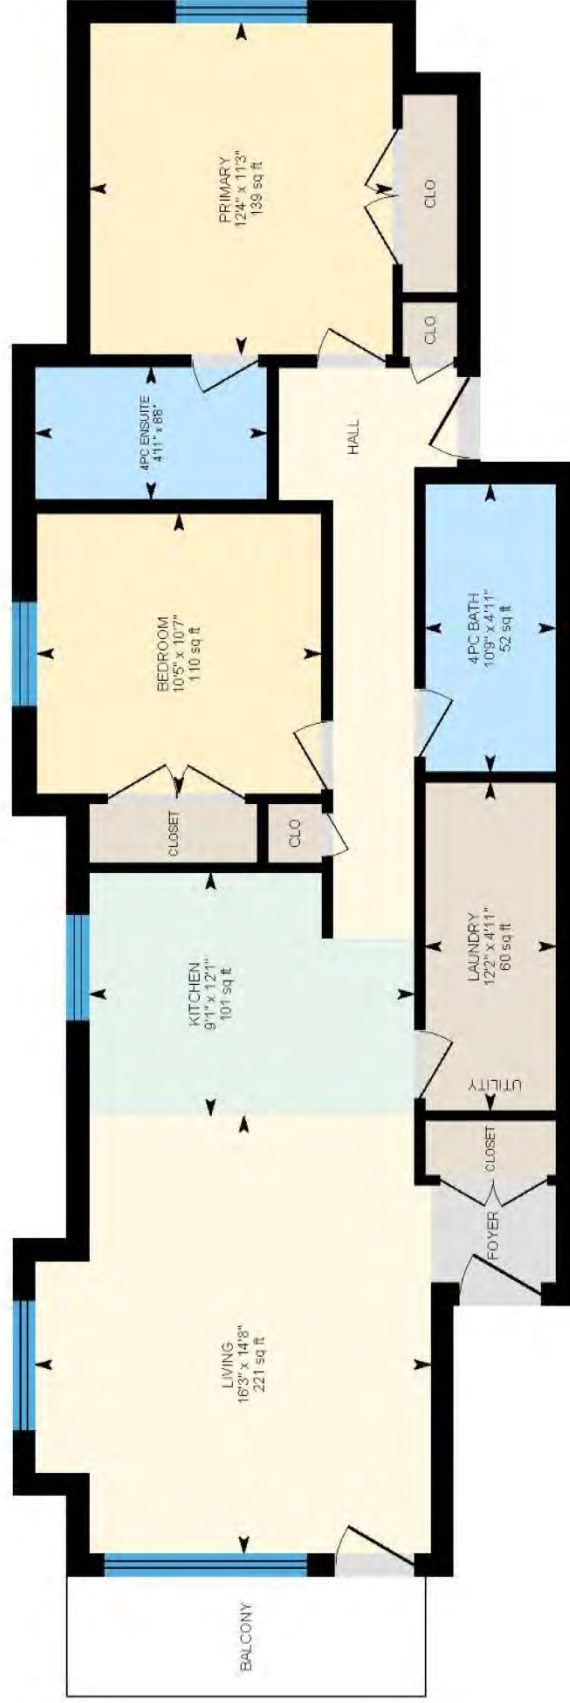 PRIMARY
12'4" x 11'3"
139 sq ft
CLO
CLO
4PC ENSUITE
4'11" x 8'8"
HALL
BEDROOM
10'5" x 10'7"
110 sq ft
4PC BATH
10'9" x 4'11"
52 sq ft
CLOSET
CLO
KITCHEN
9'1" x 12'1"
101 sq ft
LAUNDRY
12'2" x 4'11"
60 sq ft
UTILITY
CLOSET
FOYER
LIVING
16'3" x 14'8"
221 sq ft
BALCONY